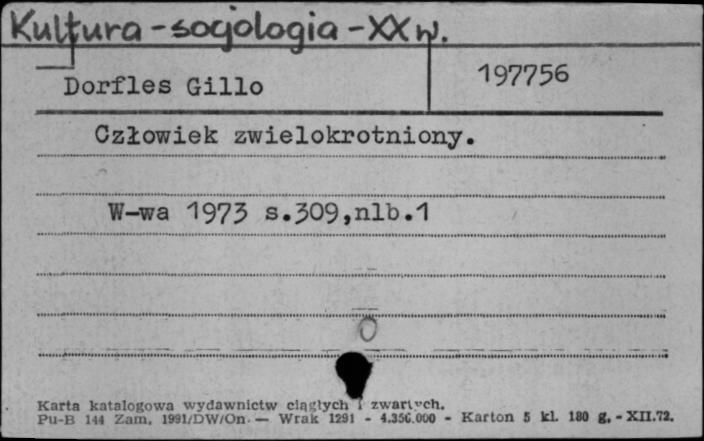 Kultura - socjologia - XX w.
197756
Dorfles Gillo
Człowiek zwielokrotniony.
W-wa 1973 s.309,nlb.1
0
Karta katalogowa wydawnictw ciągłych i zwartych.
Pu-B 144 Zam. 1991/DW/On. — Wrak 1291 - 4.356.000 - Karton 5 kl. 180 g. - XII.72.